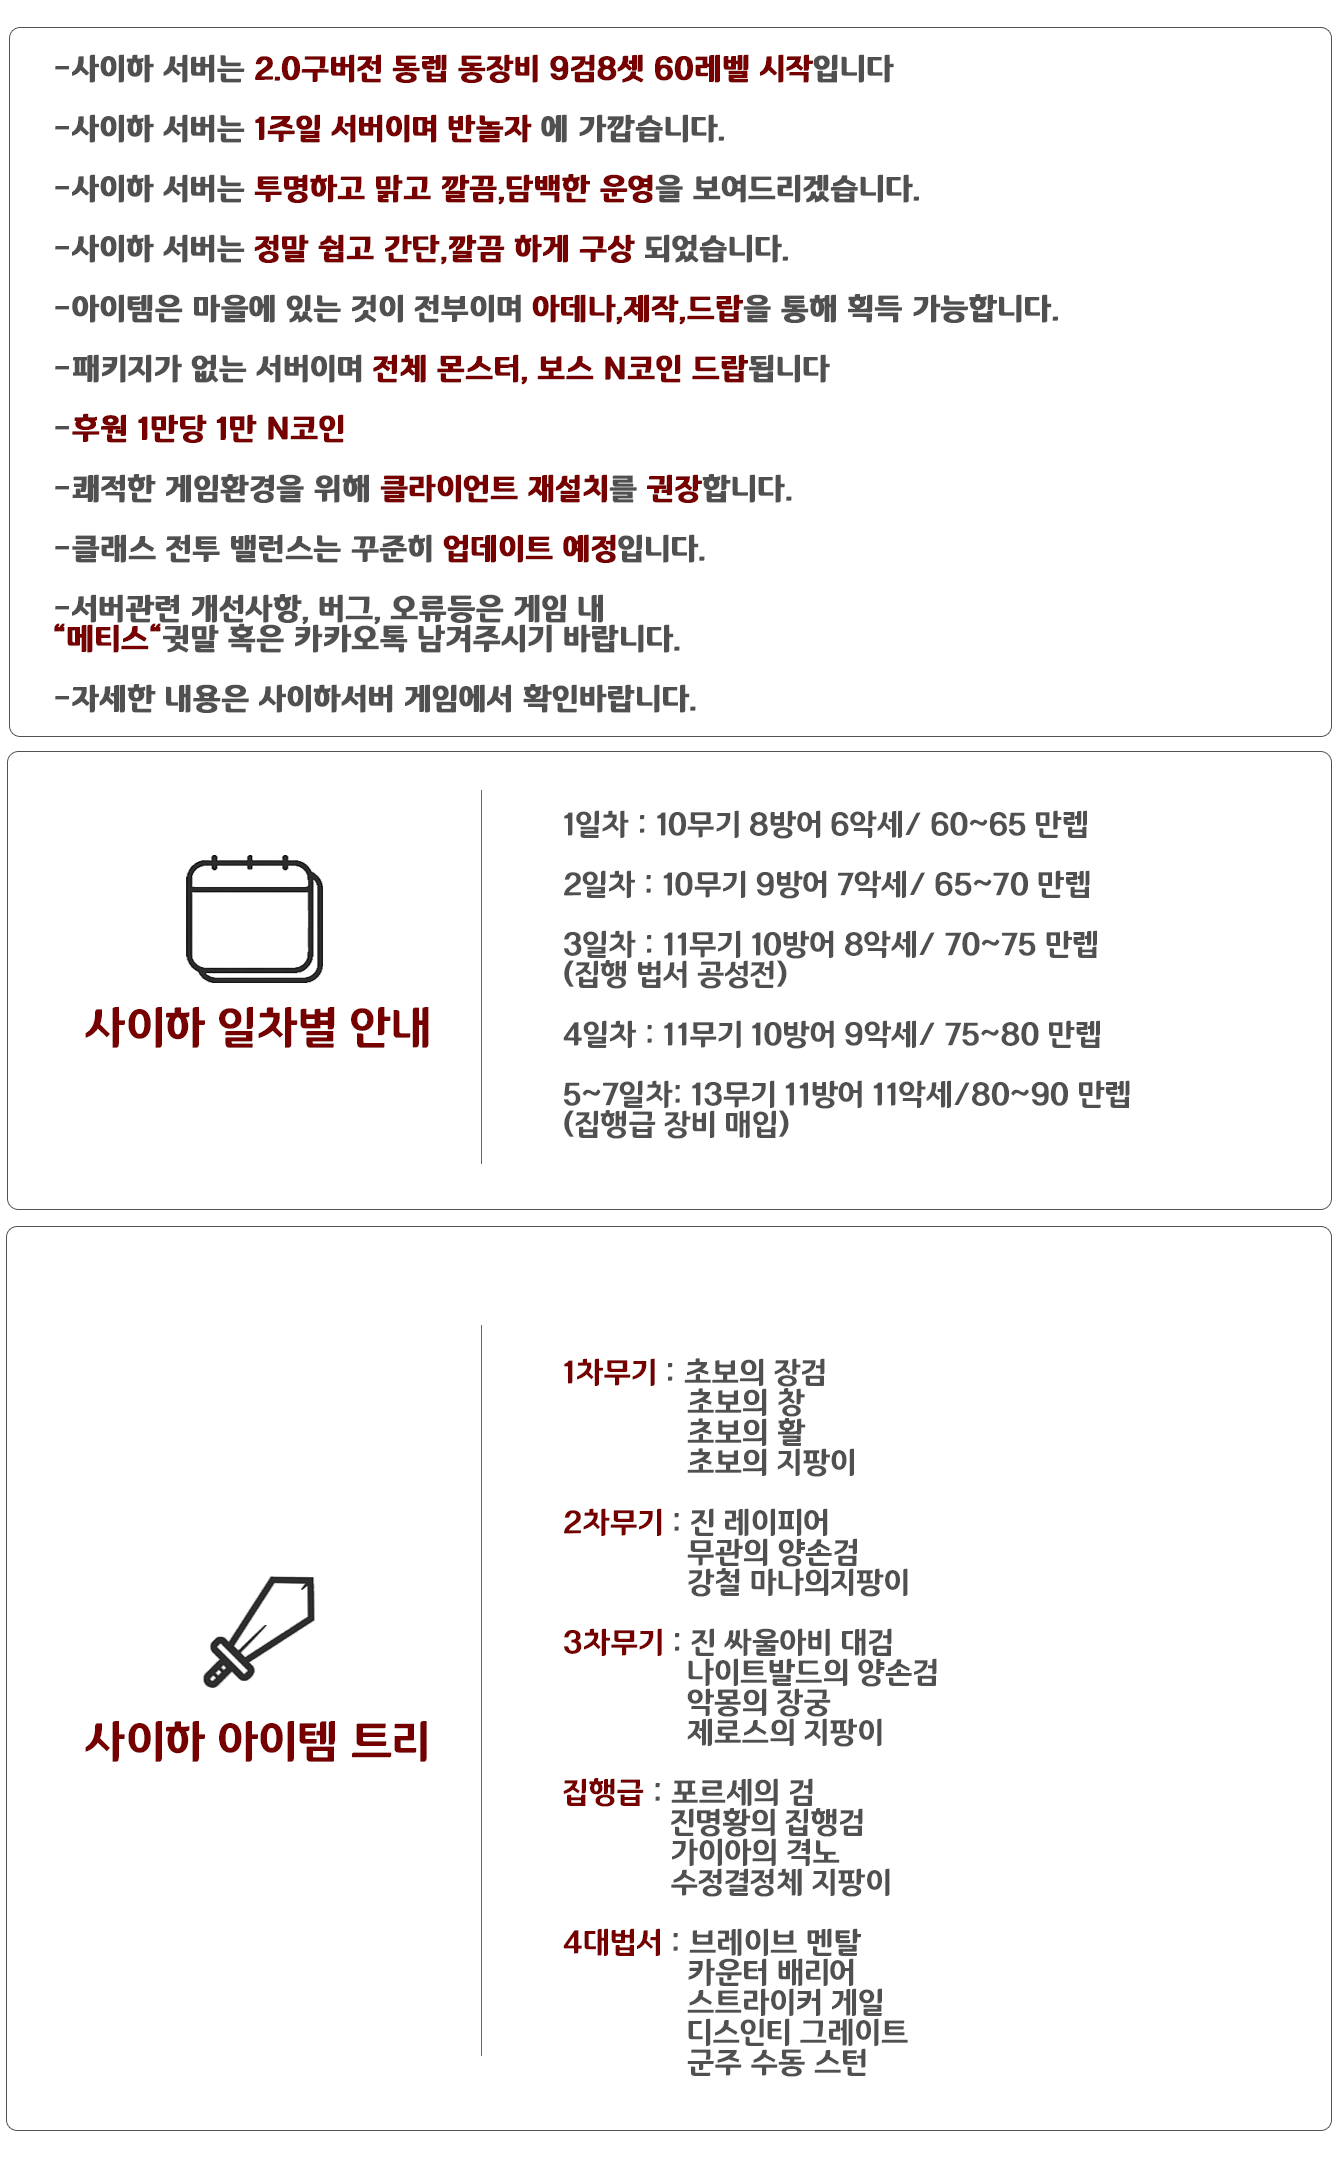 -사이하 서버는 2.0구버전 동렙 동장비 9검8셋 60레벨 시작입니다
-사이하 서버는 1주일 서버이며 반놀자 에 가깝습니다.
-사이하 서버는 투명하고 맑고 깔끔,담백한 운영을 보여드리겠습니다.
-사이하 서버는 정말 쉽고 간단,깔끔 하게 구상 되었습니다.
-아이템은 마을에 있는 것이 전부이며 아데나,제작,드랍을 통해 획득 가능합니다.
-패키지가 없는 서버이며 전체 몬스터, 보스 N코인 드랍됩니다
-후원 1만당 1만 N코인
-쾌적한 게임환경을 위해 클라이언트 재설치를 권장합니다.
-클래스 전투 밸런스는 꾸준히 업데이트 예정입니다.
-서버관련 개선사항, 버그, 오류등은 게임 내
“메티스“귓말 혹은 카카오톡 남겨주시기 바랍니다.
-자세한 내용은 사이하서버 게임에서 확인바랍니다.
사이하 일차별 안내
1일차 : 10무기 8방어 6악세/ 60~65 만렙
2일차 : 10무기 9방어 7악세/ 65~70 만렙
3일차 : 11무기 10방어 8악세/ 70~75 만렙
(집행 법서 공성전)
4일차 : 11무기 10방어 9악세/ 75~80 만렙
5~7일차: 13무기 11방어 11악세/80~90 만렙
(집행급 장비 매입)
사이하 아이템 트리
1차무기 : 초보의 장검
초보의 창
초보의 활
초보의 지팡이
2차무기 : 진 레이피어
무관의 양손검
강철 마나의지팡이
3차무기 : 진 싸울아비 대검
나이트발드의 양손검
악몽의 장궁
제로스의 지팡이
집행급 : 포르세의 검
진명황의 집행검
가이아의 격노
수정결정체 지팡이
4대법서 : 브레이브 멘탈
카운터 배리어
스트라이커 게일
디스인티 그레이트
군주 수동 스턴